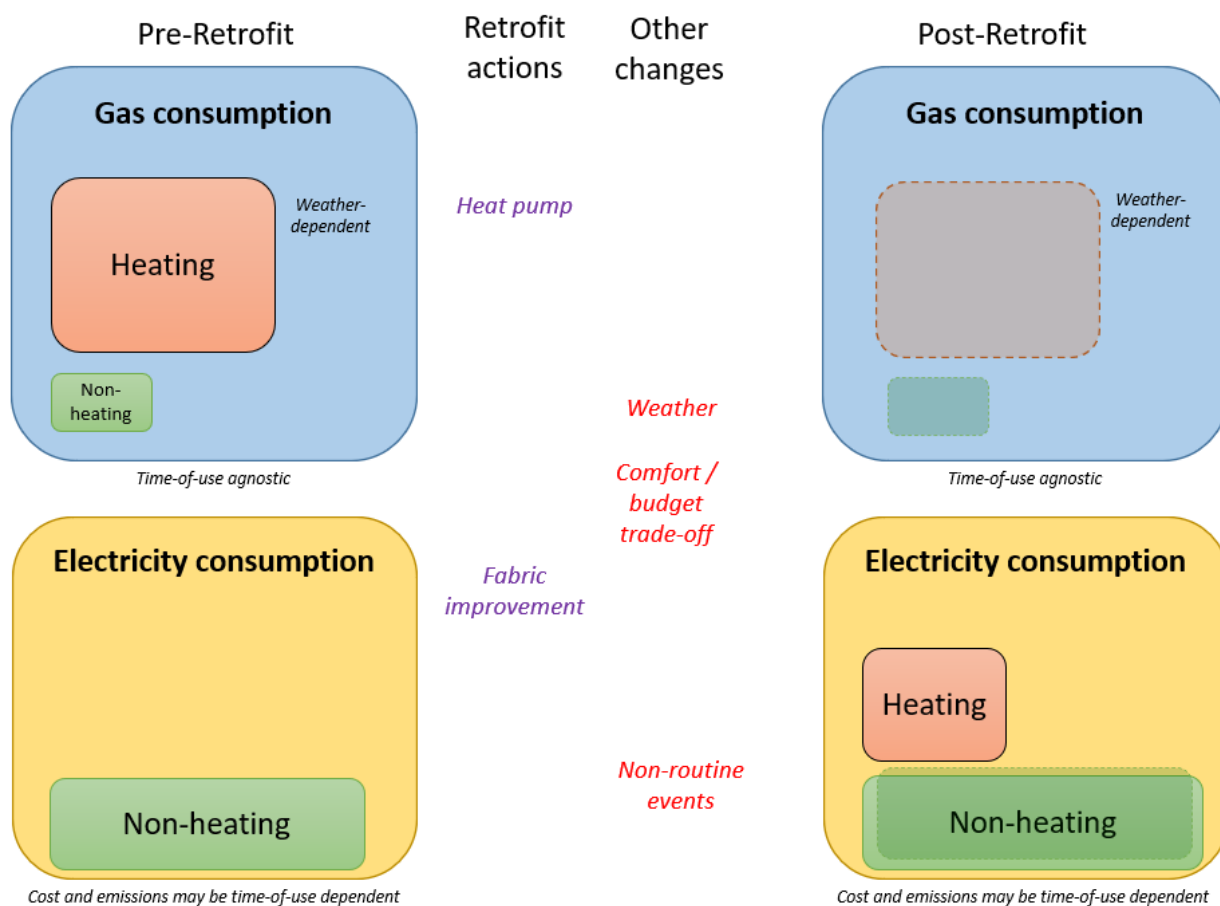 Pre-Retrofit
Retrofit
actions
Other
changes
Post-Retrofit
Gas consumption
Heating
Weather-
dependent
Non-
heating
Time-of-use agnostic
Heat pump
Weather
Comfort /
budget
trade-off
Gas consumption
Weather-
dependent
Time-of-use agnostic
Electricity consumption
Non-heating
Cost and emissions may be time-of-use dependent
Fabric
improvement
Non-routine
events
Electricity consumption
Heating
Non-heating
Cost and emissions may be time-of-use dependent